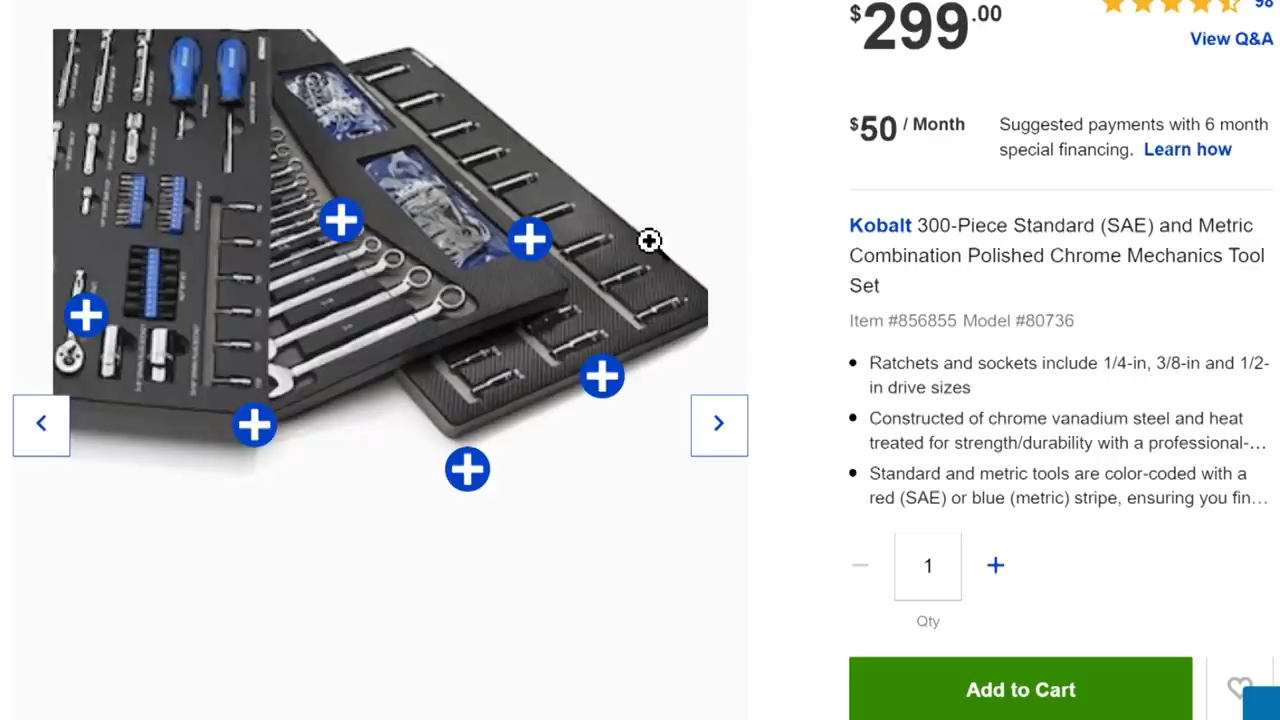 $299.00
98
View Q&A
$50 / Month
Suggested payments with 6 month
special financing. Learn how
Kobalt 300-Piece Standard (SAE) and Metric
Combination Polished Chrome Mechanics Tool
Set
Item #856855 Model #80736
Ratchets and sockets include 1/4-in, 3/8-in and 1/2-
in drive sizes
Constructed of chrome vanadium steel and heat
treated for strength/durability with a professional-…
Standard and metric tools are color-coded with a
red (SAE) or blue (metric) stripe, ensuring you fin…
1
Qty
Add to Cart